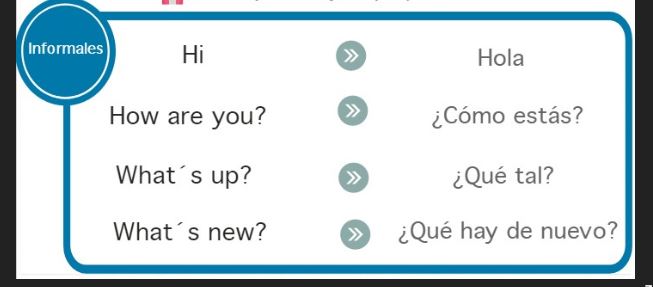 Informales
Hi » Hola
How are you? » ¿Cómo estás?
What´s up? » ¿Qué tal?
What´s new? » ¿Qué hay de nuevo?